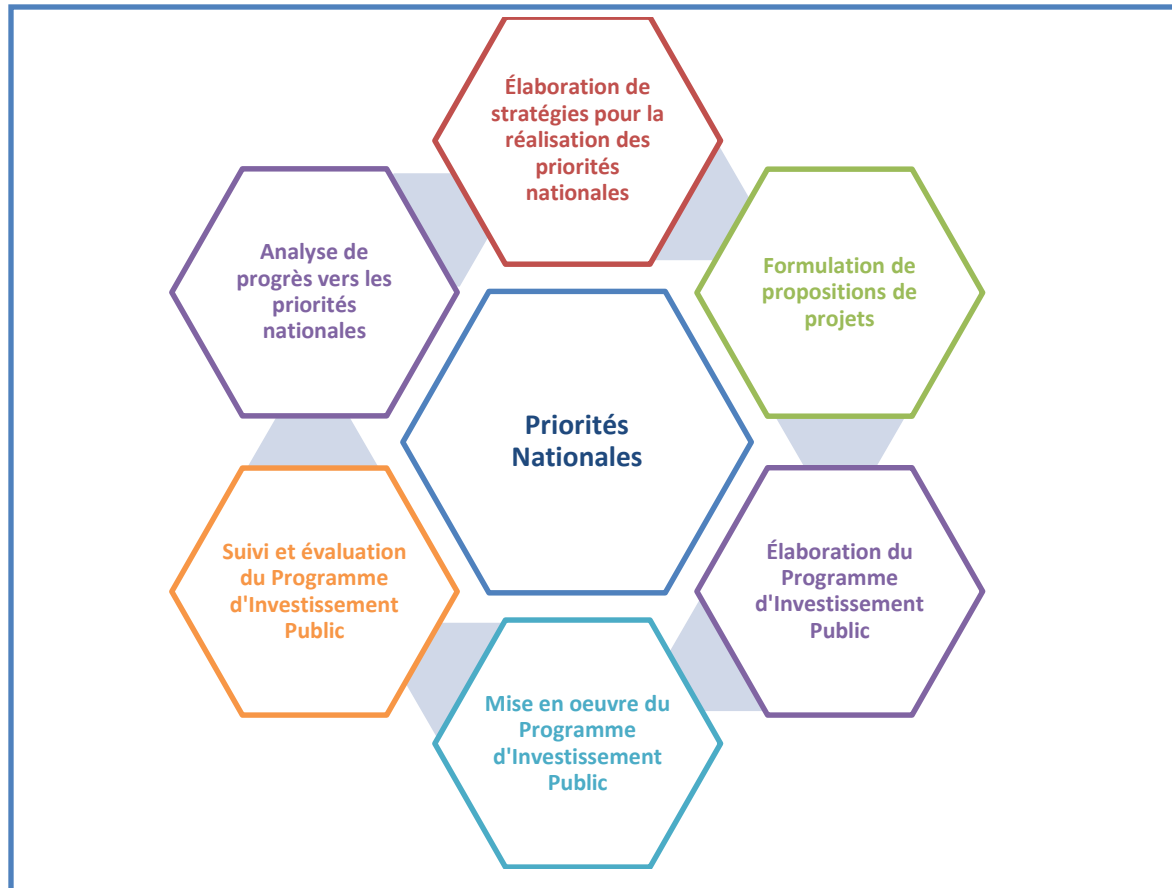 Élaboration de
stratégies pour la
réalisation des
priorités
nationales
Formulation de
propositions de
projets
Élaboration du
Programme
d'Investissement
Public
Mise en oeuvre du
Programme
d'Investissement
Public
Suivi et évaluation
du Programme
d'Investissement
Public
Analyse de
progrès vers les
priorités
nationales
Priorités
Nationales